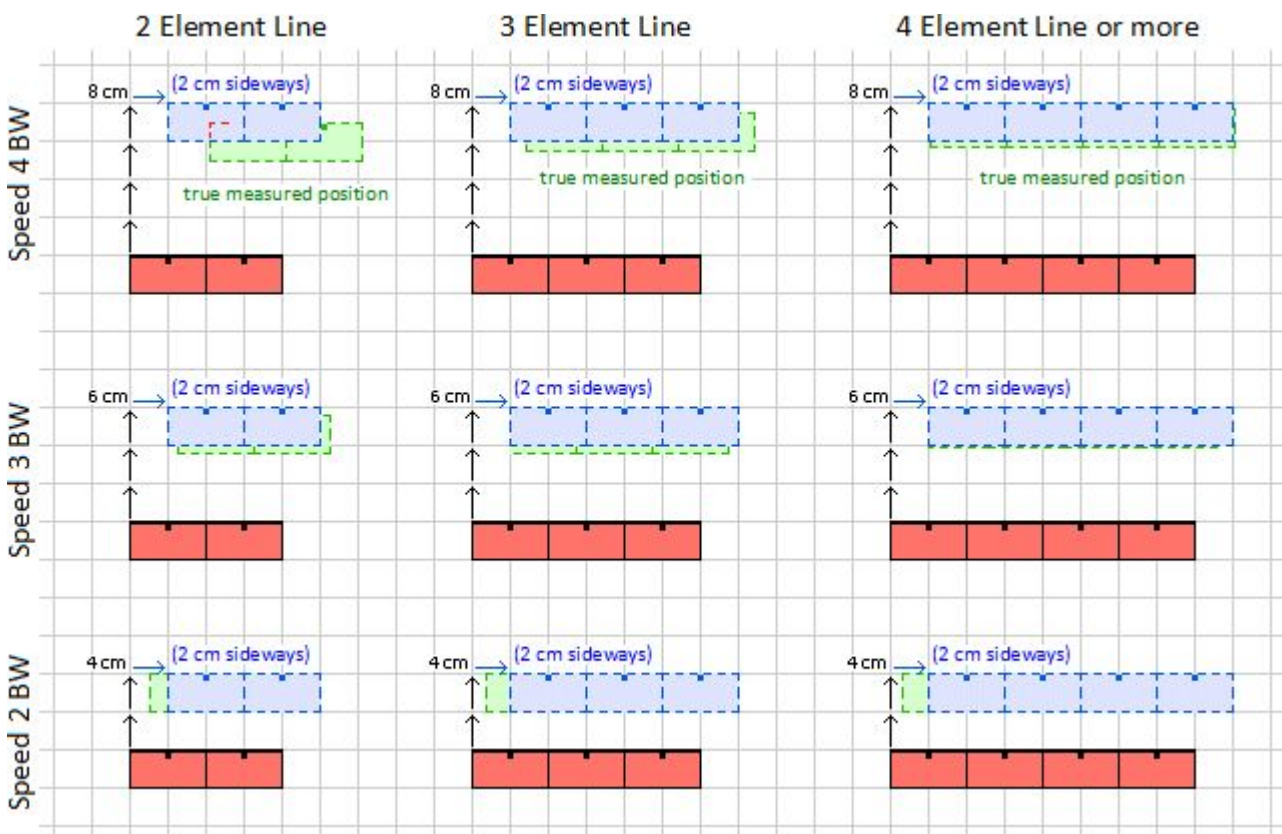 2 Element Line
3 Element Line
4 Element Line or more
Speed 4 BW
8 cm
(2 cm sideways)
true measured position
8 cm
(2 cm sideways)
true measured position
8 cm
(2 cm sideways)
true measured position
Speed 3 BW
6 cm
(2 cm sideways)
6 cm
(2 cm sideways)
6 cm
(2 cm sideways)
Speed 2 BW
4 cm
(2 cm sideways)
4 cm
(2 cm sideways)
4 cm
(2 cm sideways)